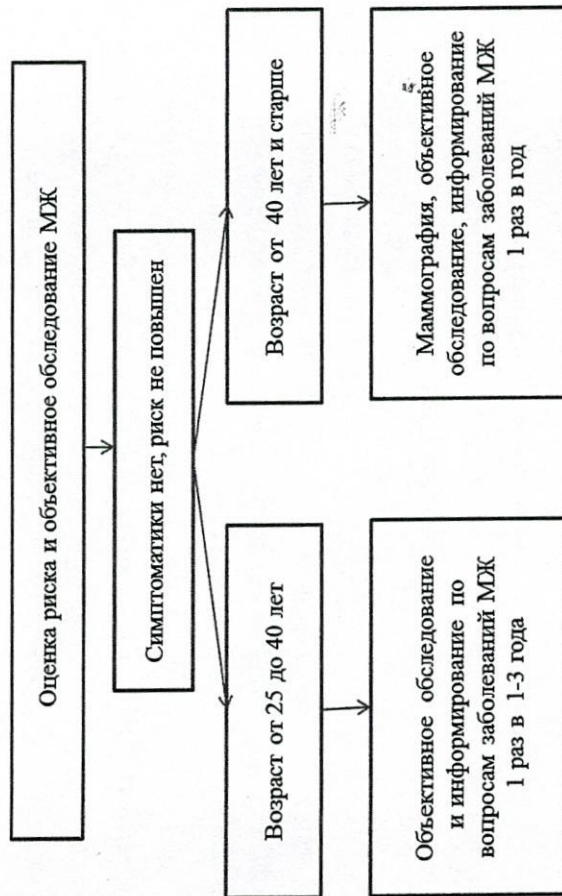 Оценка риска и объективное обследование МЖ
Симптоматики нет, риск не повышен
Возраст от 25 до 40 лет
Возраст от 40 лет и старше
Объективное обследование
и информирование по
вопросам заболеваний МЖ
1 раз в 1-3 года
Маммография, объективное
обследование, информирование
по вопросам заболеваний МЖ
1 раз в год